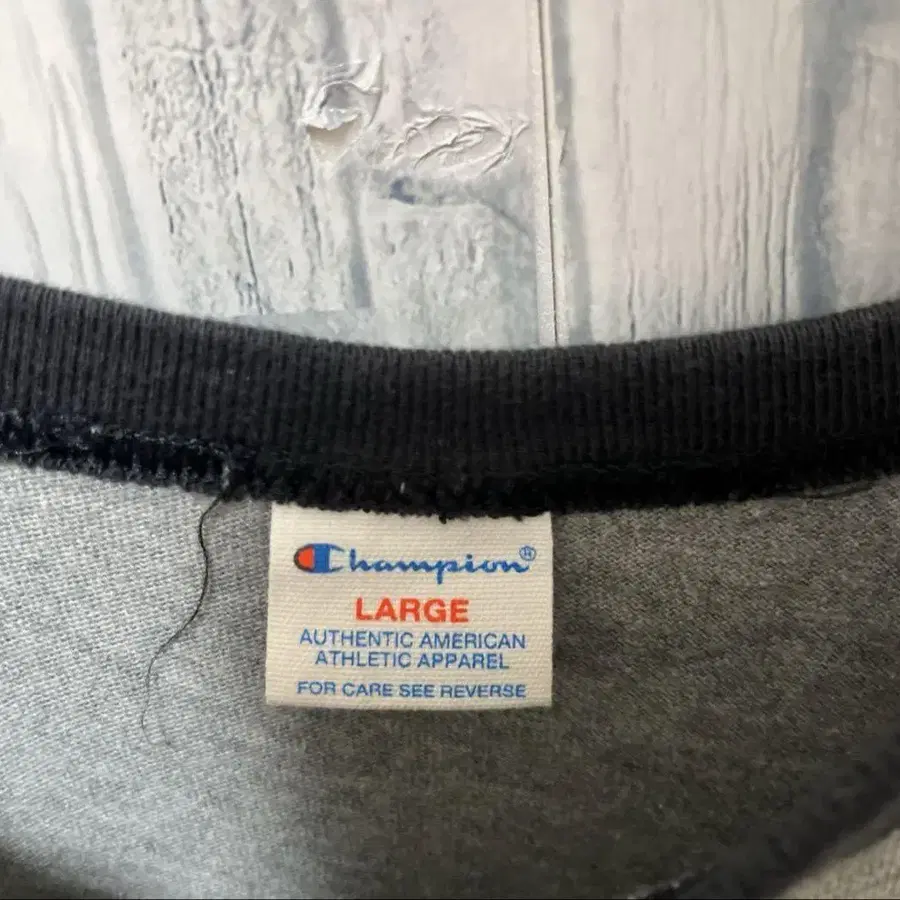 Champion®
LARGE
AUTHENTIC AMERICAN
ATHLETIC APPAREL
FOR CARE SEE REVERSE